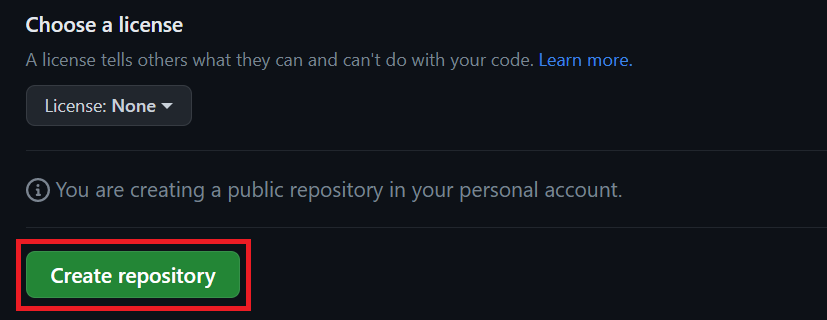 Choose a license
A license tells others what they can and can't do with your code. Learn more.
License: None
You are creating a public repository in your personal account.
Create repository